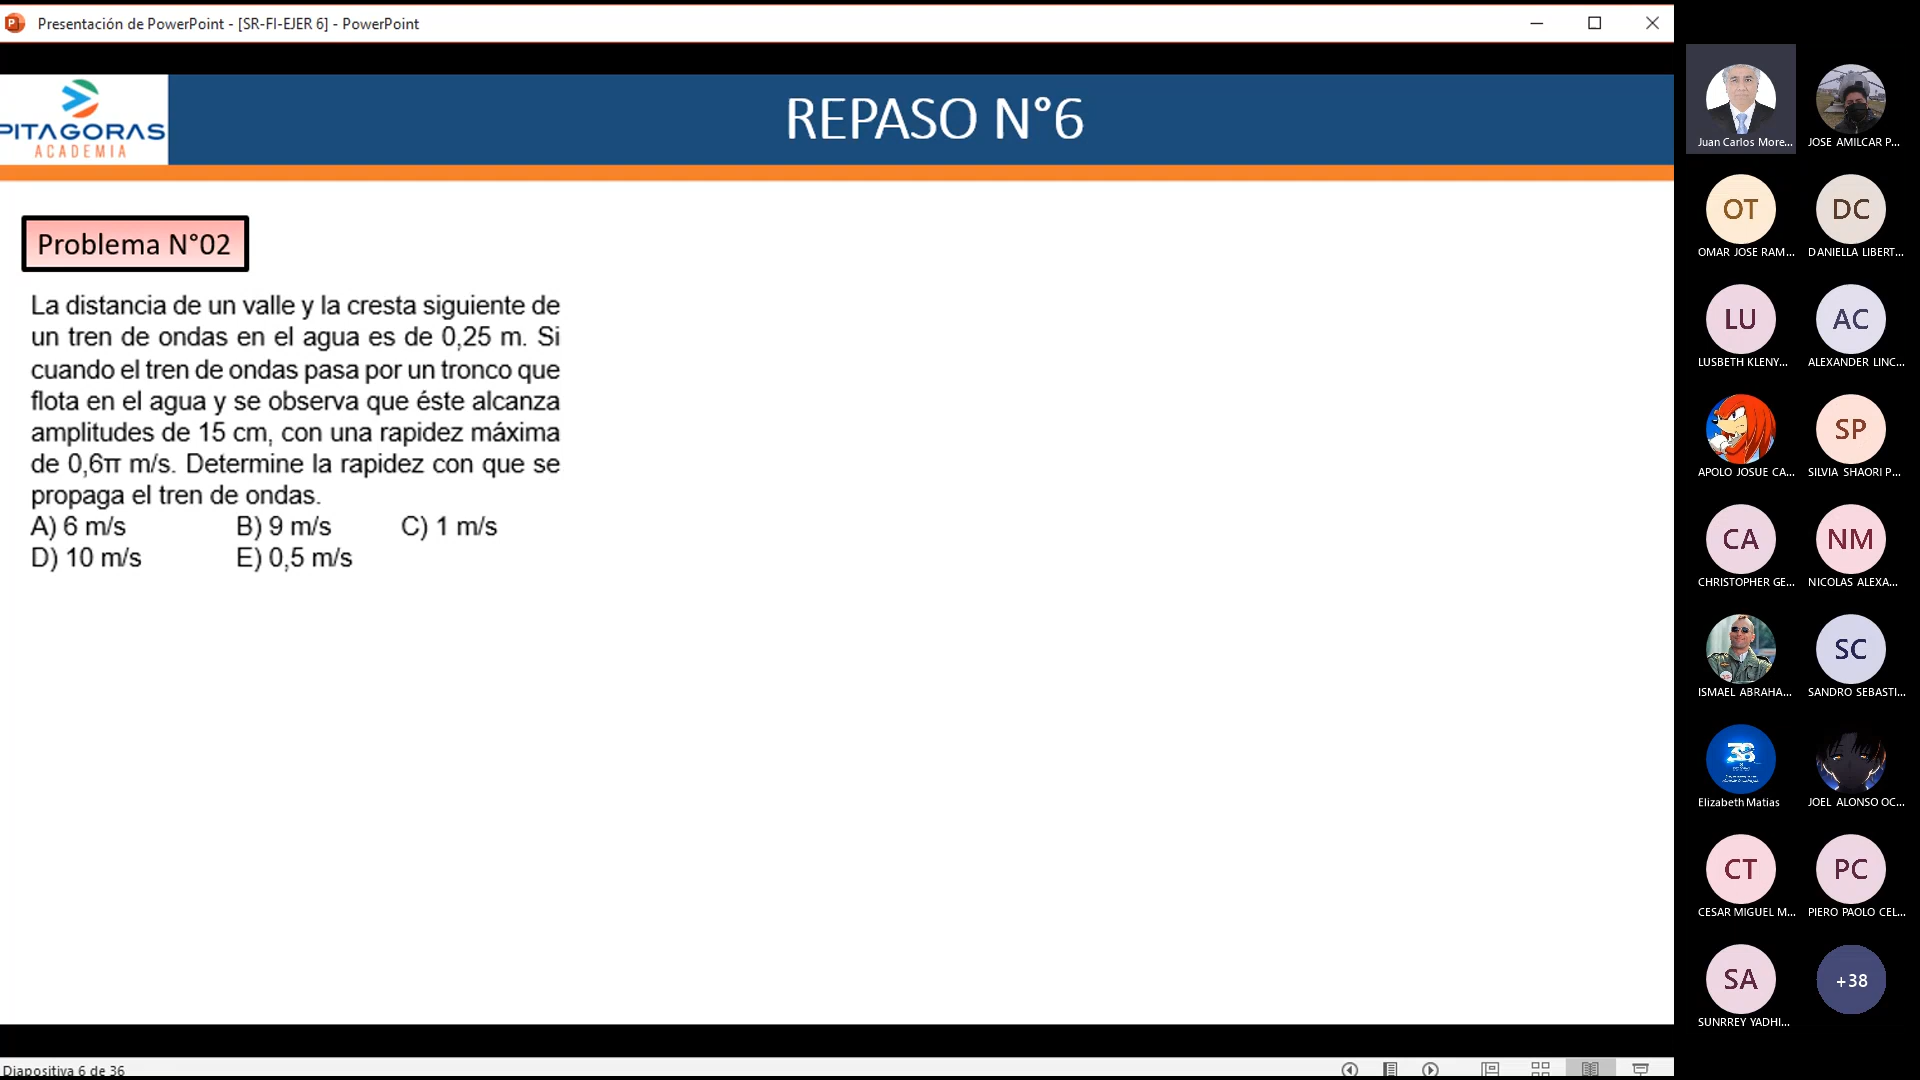 Presentación de PowerPoint - [SR-FI-EJER 6] - PowerPoint
PITAGORAS
ACADEMIA
REPASO N°6
Problema N°02
La distancia de un valle y la cresta siguiente de
un tren de ondas en el agua es de 0,25 m. Si
cuando el tren de ondas pasa por un tronco que
flota en el agua y se observa que éste alcanza
amplitudes de 15 cm, con una rapidez máxima
de 0,6π m/s. Determine la rapidez con que se
propaga el tren de ondas.
A) 6 m/s B) 9 m/s C) 1 m/s
D) 10 m/s E) 0,5 m/s
Diapositiva 6 de 36
Juan Carlos More... JOSE AMILCAR P...
OT DC
OMAR JOSE RAM... DANIELLA LIBERT...
LU AC
LUSBETH KLENY... ALEXANDER LINC...
SP
APOLO JOSUE CA... SILVIA SHAORI P...
CA NM
CHRISTOPHER GE... NICOLAS ALEXA...
SC
ISMAEL ABRAHA... SANDRO SEBASTI...
38
Elizabeth Matias JOEL ALONSO OC...
CT PC
CESAR MIGUEL M... PIERO PAOLO CEL...
SA +38
SUNRREY YADHI...